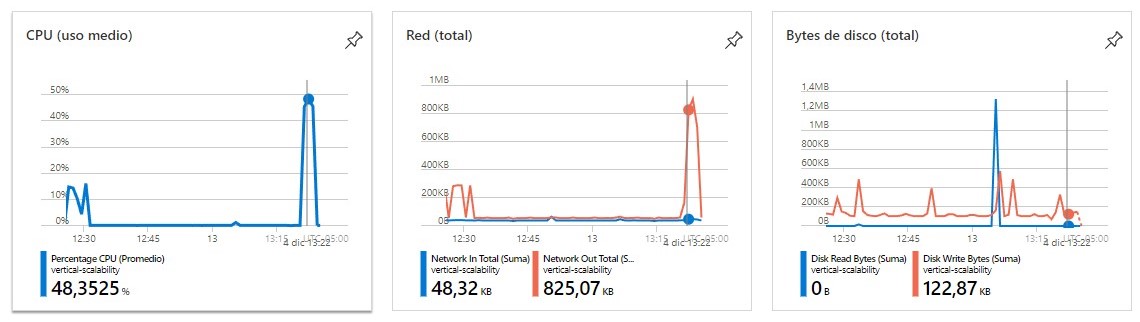 CPU (uso medio)
50%
40%
30%
20%
10%
0%
12:30
12:45
13
13:15
UTC-05:00
4 dic 13:22
Percentage CPU (Promedio)
vertical-scalability
48,3525 %
Red (total)
1MB
800KB
600KB
400KB
200KB
0B
12:30
12:45
13
13:15
UTC-05:00
4 dic 13:22
Network In Total (Suma)
vertical-scalability
48,32 KB
Network Out Total (S...
vertical-scalability
825,07 KB
Bytes de disco (total)
1,4MB
1,2MB
1MB
800KB
600KB
400KB
200KB
0B
12:30
12:45
13
13:15
UTC-05:00
4 dic 13:22
Disk Read Bytes (Suma)
vertical-scalability
0 B
Disk Write Bytes (Suma)
vertical-scalability
122,87 KB